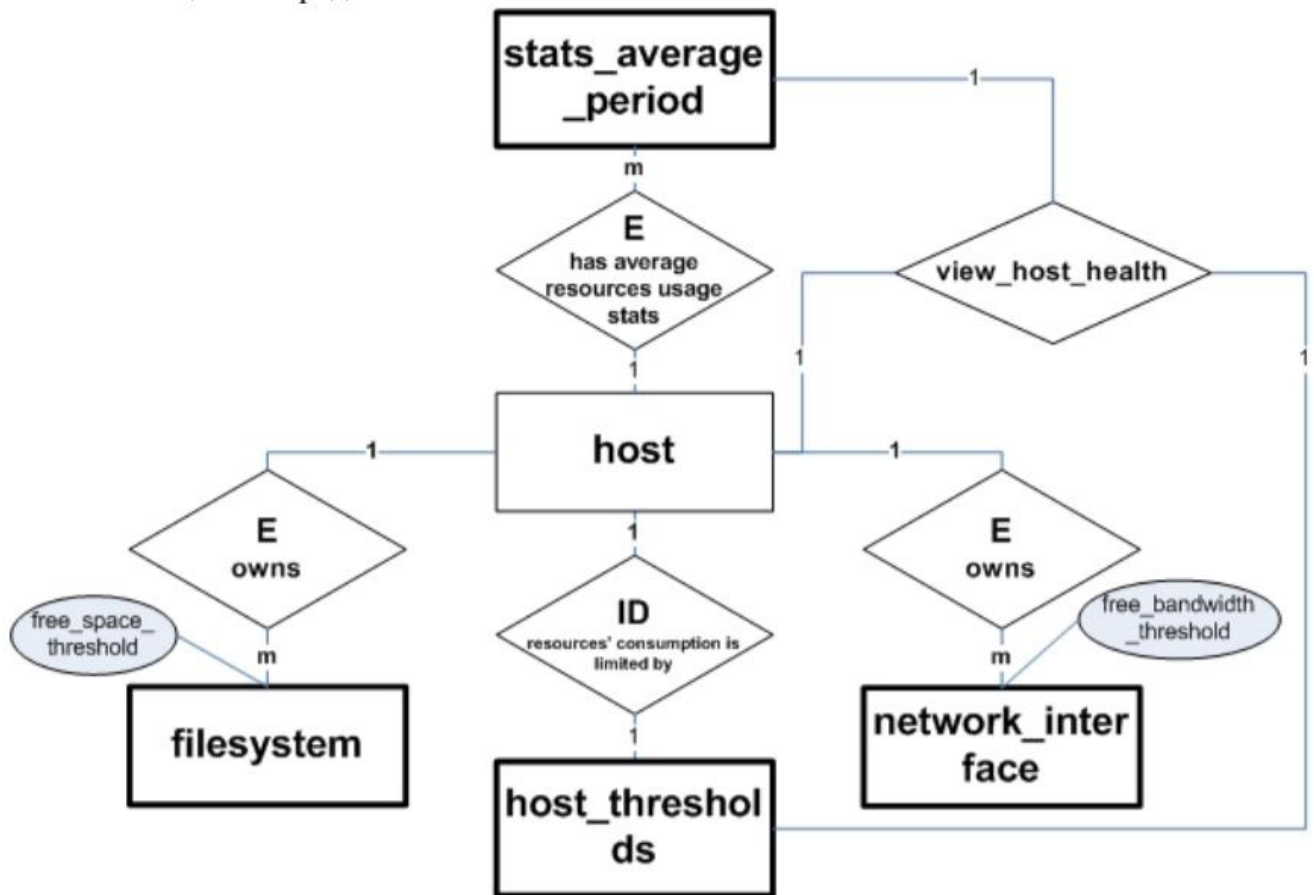 stats_average
_period
1
m
E
has average
resources usage
stats
view_host_health
1
1
1
host
1
1
1
E
owns
E
owns
ID
resources' consumption is
limited by
free_space_
threshold
free_bandwidth
_threshold
m
m
1
filesystem
network_inter
face
host_threshol
ds